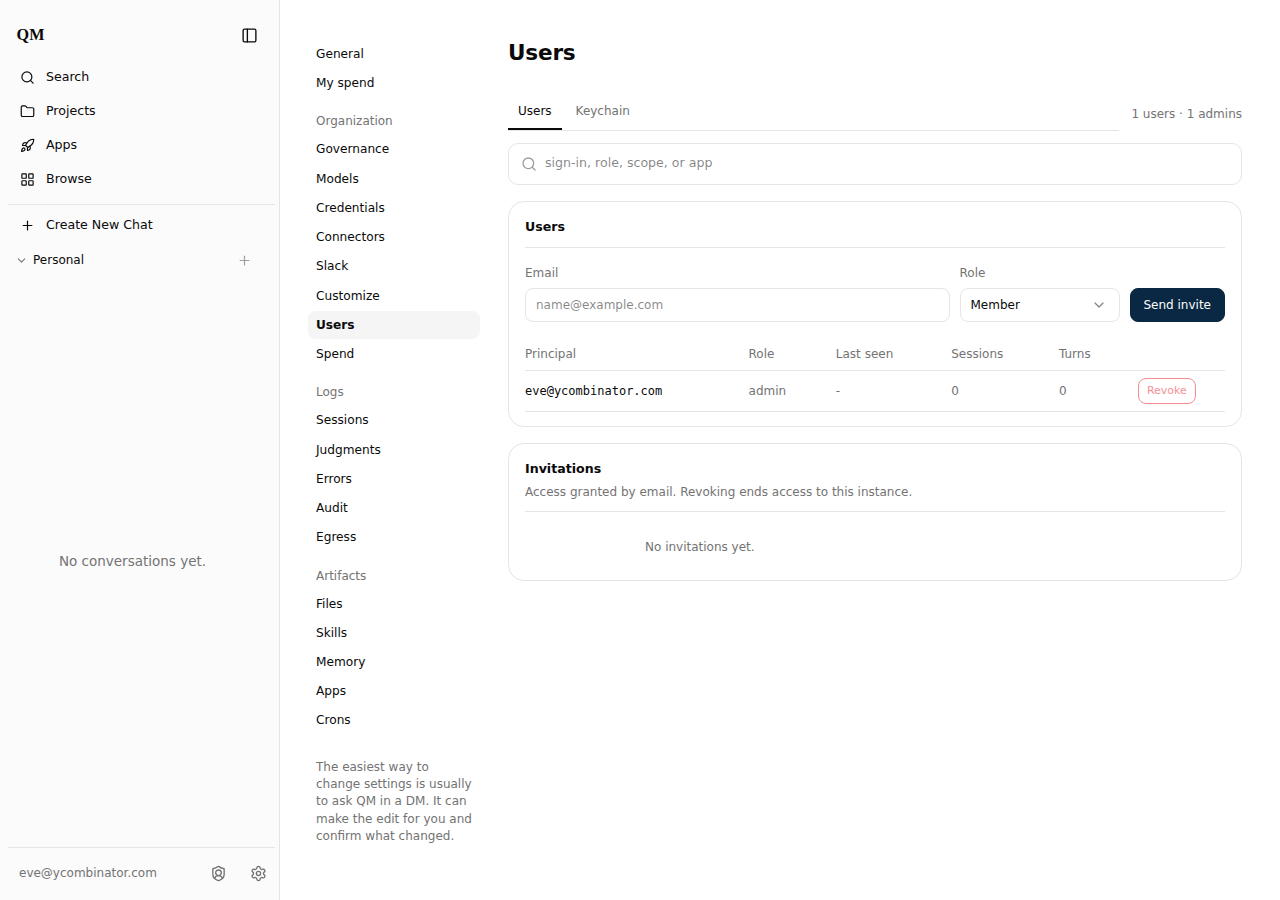 QM
Search
Projects
Apps
Browse
Create New Chat
Personal
No conversations yet.
eve@ycombinator.com
General
My spend
Organization
Governance
Models
Credentials
Connectors
Slack
Customize
Users
Spend
Logs
Sessions
Judgments
Errors
Audit
Egress
Artifacts
Files
Skills
Memory
Apps
Crons
The easiest way to
change settings is usually
to ask QM in a DM. It can
make the edit for you and
confirm what changed.
Users
Users Keychain 1 users · 1 admins
sign-in, role, scope, or app
Users
Email Role
name@example.com Member Send invite
Principal Role Last seen Sessions Turns
eve@ycombinator.com admin - 0 0 Revoke
Invitations
Access granted by email. Revoking ends access to this instance.
No invitations yet.